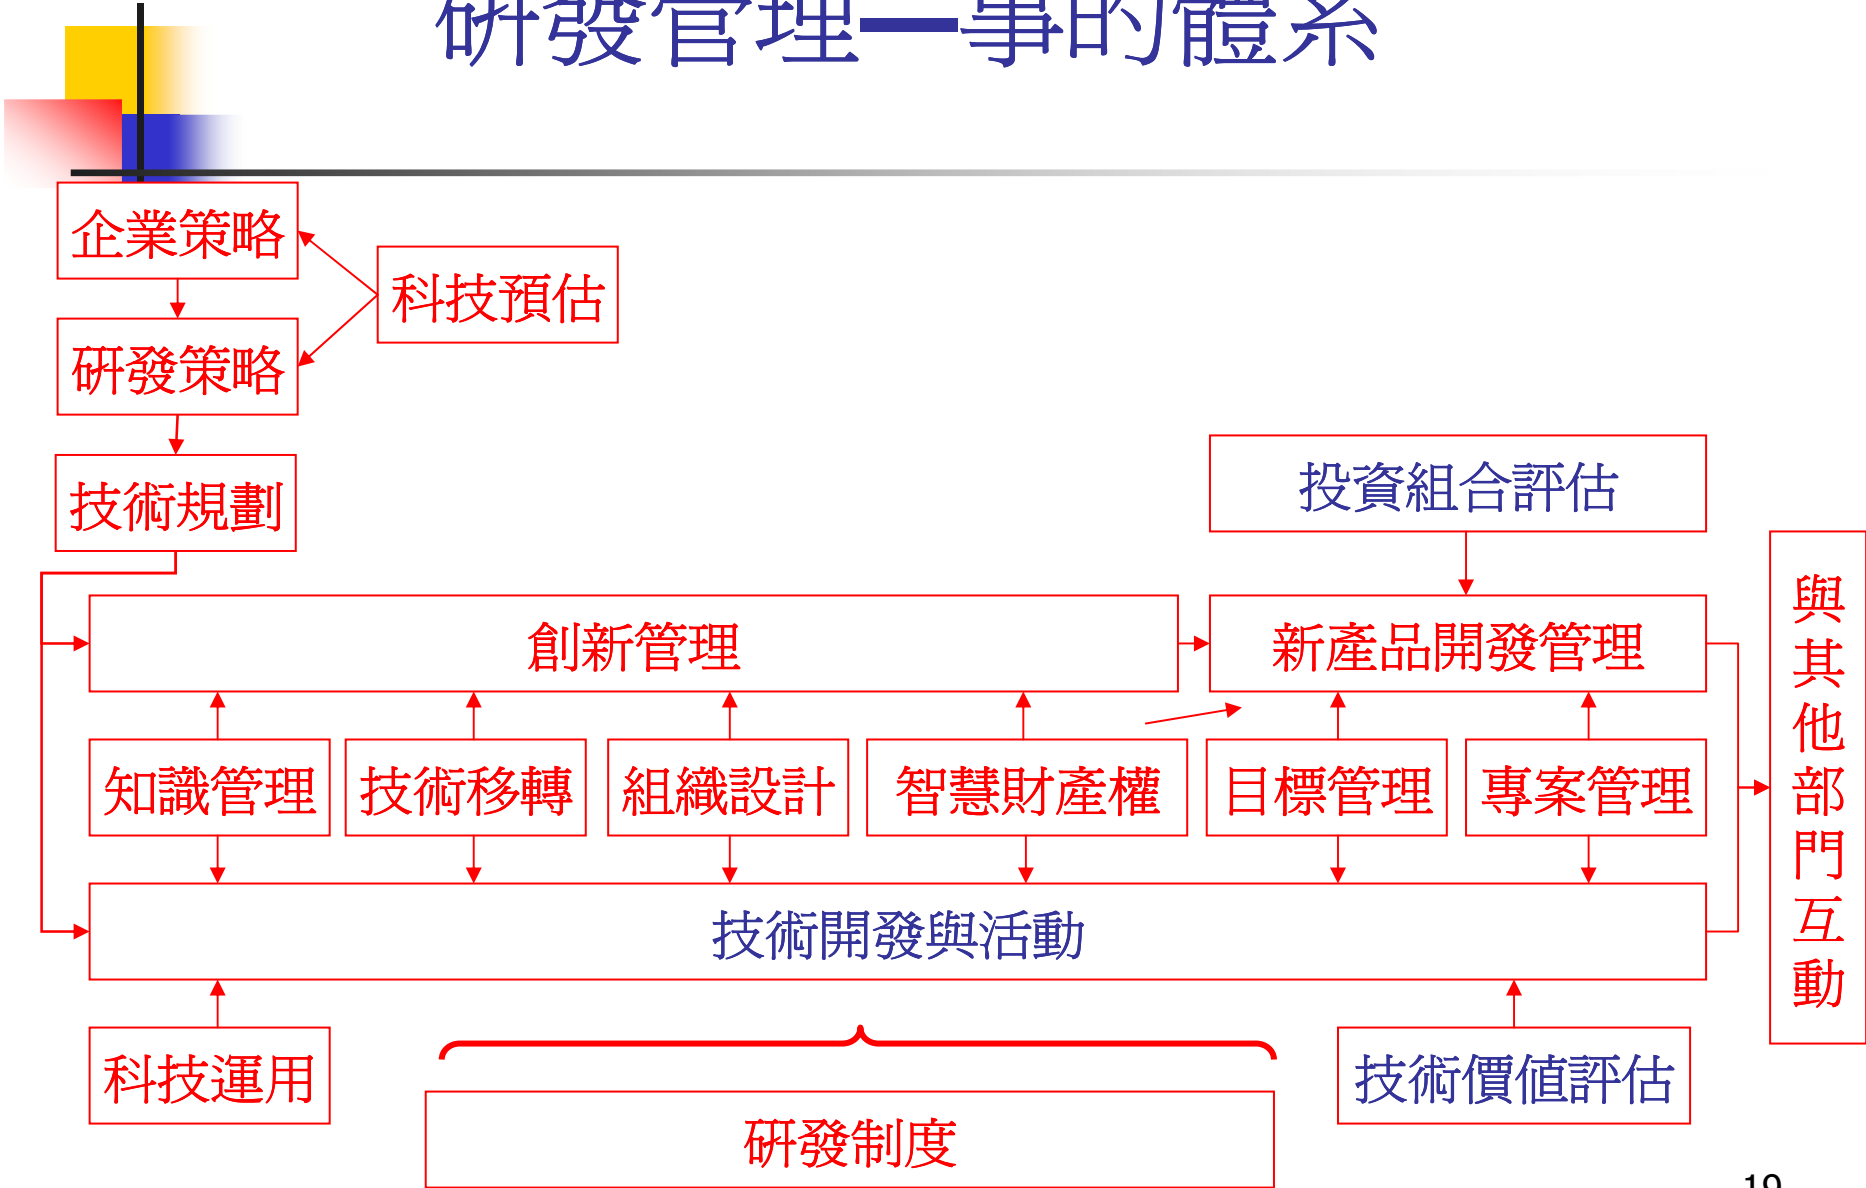 研發管理—事的體系
企業策略
科技預估
研發策略
技術規劃
投資組合評估
創新管理
新產品開發管理
與其他部門互動
知識管理
技術移轉
組織設計
智慧財產權
目標管理
專案管理
技術開發與活動
科技運用
技術價值評估
研發制度
19